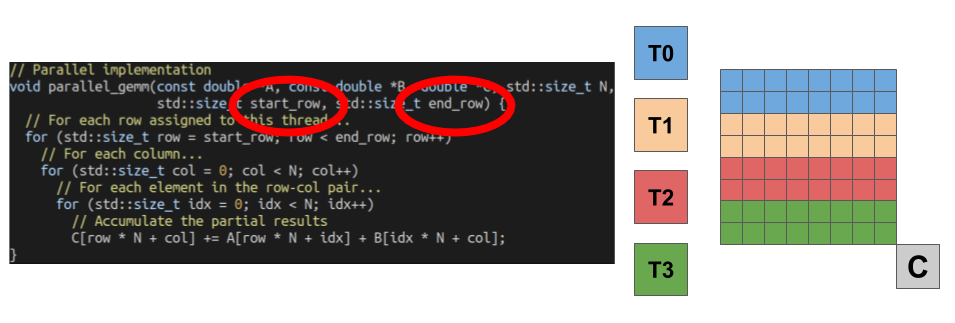 // Parallel implementation
void parallel_gemm(const double *A, const double *B, double *C, std::size_t N,
std::size_t start_row, std::size_t end_row) {
// For each row assigned to this thread...
for (std::size_t row = start_row; row < end_row; row++)
// For each column...
for (std::size_t col = 0; col < N; col++)
// For each element in the row-col pair...
for (std::size_t idx = 0; idx < N; idx++)
// Accumulate the partial results
C[row * N + col] += A[row * N + idx] + B[idx * N + col];
}
T0
T1
T2
T3
C